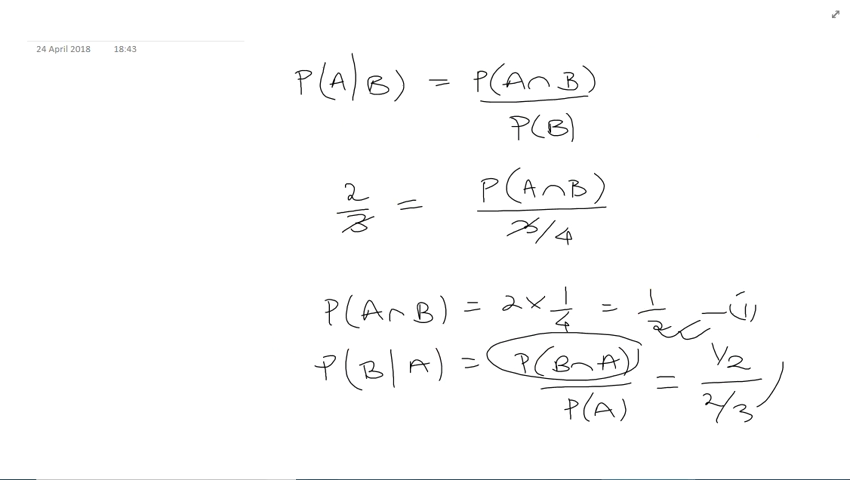 24 April 2018 18:43
P(A|B) = P(A∩B) / P(B)
2/3 = P(A∩B) / 3/4
P(A∩B) = 2 × 1/4 = 1/2 — (i)
P(B|A) = P(B∩A) / P(A) = 1/2 / 2/3